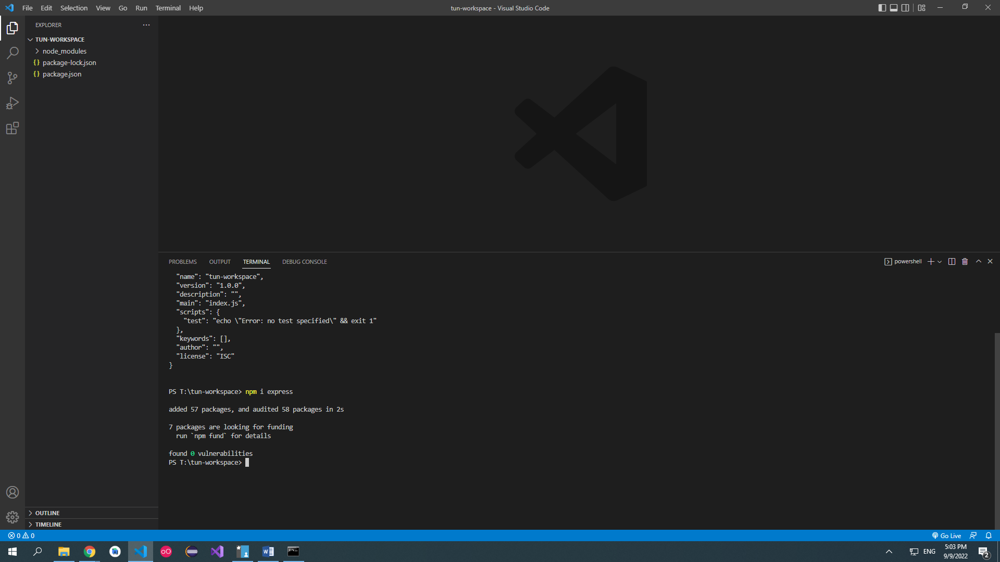 File Edit Selection View Go Run Terminal Help
tun-workspace - Visual Studio Code
EXPLORER
TUN-WORKSPACE
node_modules
{} package-lock.json
{} package.json
OUTLINE
TIMELINE
PROBLEMS OUTPUT TERMINAL DEBUG CONSOLE
powershell
"name": "tun-workspace",
"version": "1.0.0",
"description": "",
"main": "index.js",
"scripts": {
"test": "echo \"Error: no test specified\" && exit 1"
},
"keywords": [],
"author": "",
"license": "ISC"
}
PS T:\tun-workspace> npm i express
added 57 packages, and audited 58 packages in 2s
7 packages are looking for funding
run `npm fund` for details
found 0 vulnerabilities
PS T:\tun-workspace>
0 0
Go Live
ENG
5:03 PM
9/9/2022
2